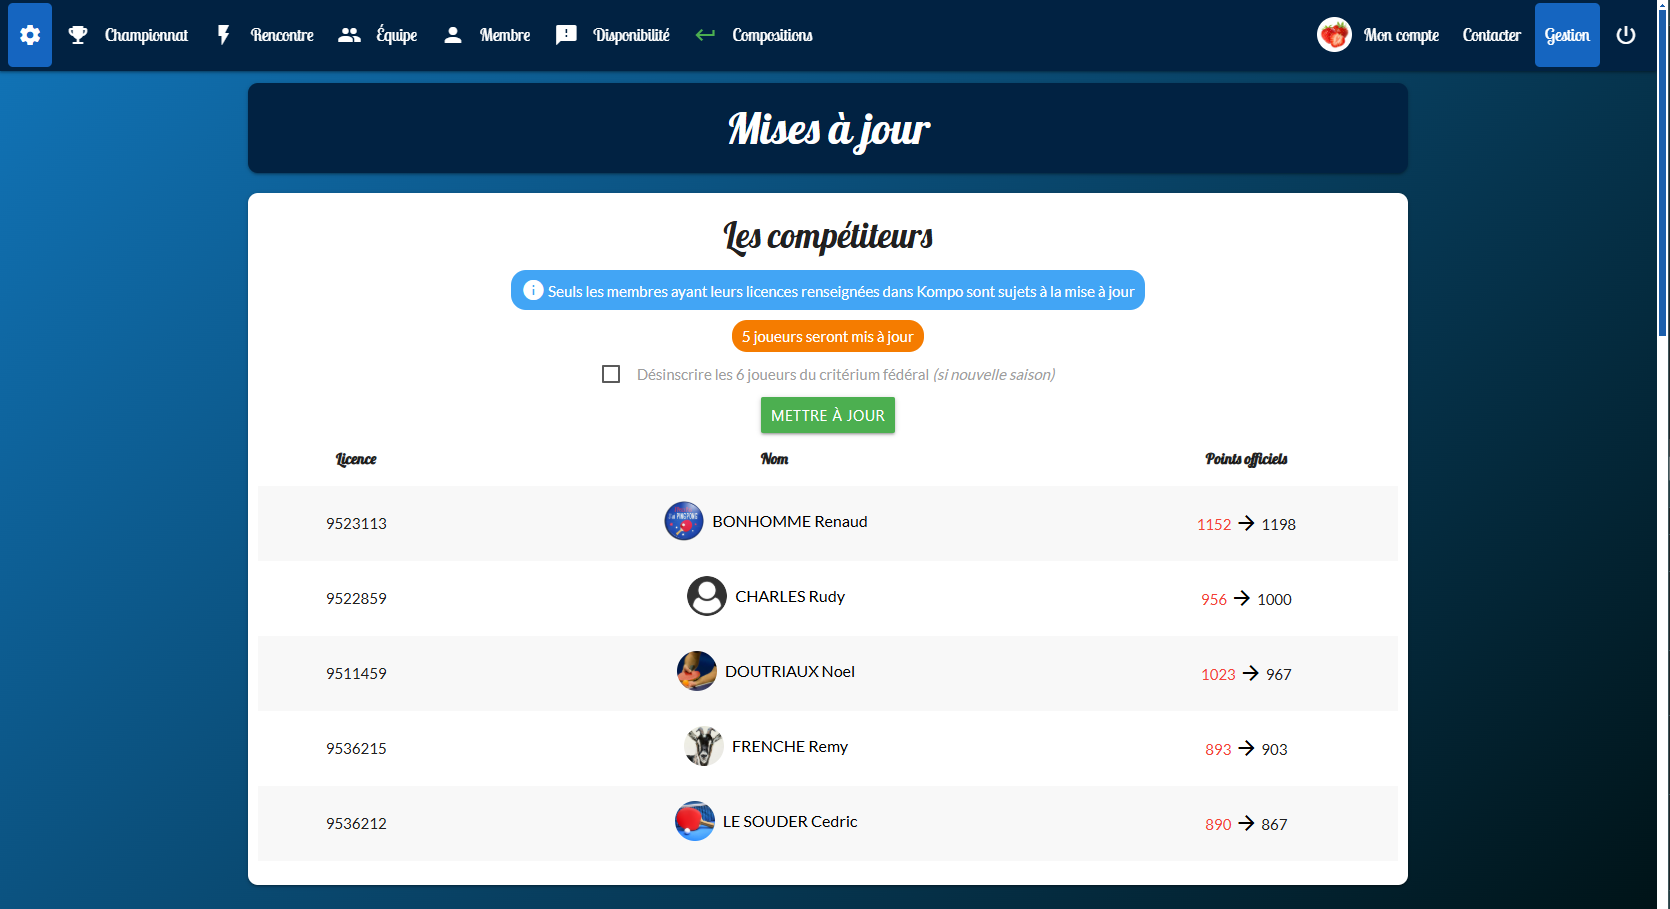 Championnat Rencontre Équipe Membre Disponibilité Compositions Mon compte Contacter Gestion
Mises à jour
Les compétiteurs
Seuls les membres ayant leurs licences renseignées dans Kompo sont sujets à la mise à jour
5 joueurs seront mis à jour
Désinscrire les 6 joueurs du critérium fédéral (si nouvelle saison)
METTRE À JOUR
Licence Nom Points officiels
9523113 BONHOMME Renaud 1152 → 1198
9522859 CHARLES Rudy 956 → 1000
9511459 DOUTRIAUX Noel 1023 → 967
9536215 FRENCHE Remy 893 → 903
9536212 LE SOUDER Cedric 890 → 867